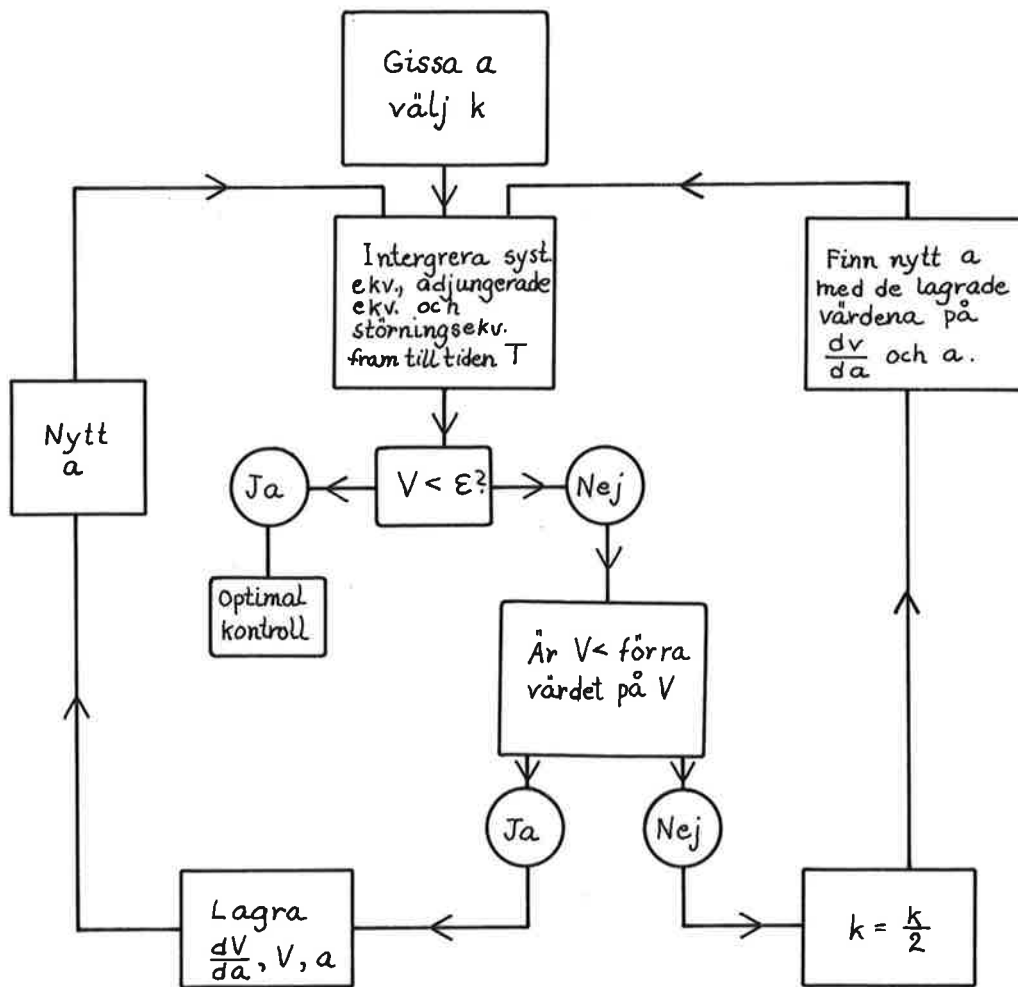 Gissa a
välj k
Intergrera syst.
ekv., adjungerade
ekv. och
störningsekv.
fram till tiden T
Finn nytt a
med de lagrade
värdena på
dv/da och a.
Nytt
a
Ja
V < ε?
Nej
Optimal
kontroll
Är V< förra
värdet på V
Ja
Nej
Lagra
dV/da, V, a
k = k/2